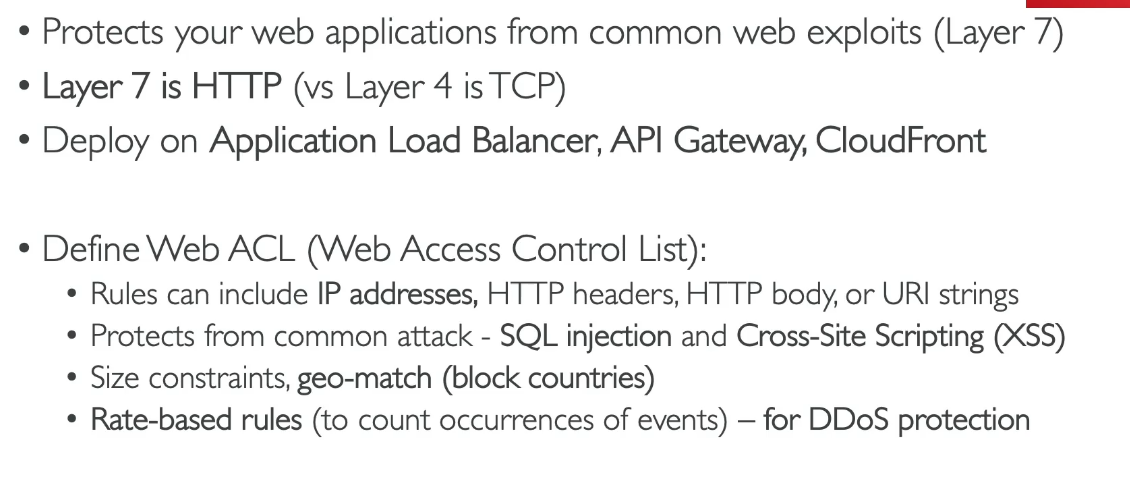 • Protects your web applications from common web exploits (Layer 7)
• Layer 7 is HTTP (vs Layer 4 is TCP)
• Deploy on Application Load Balancer, API Gateway, CloudFront
• Define Web ACL (Web Access Control List):
• Rules can include IP addresses, HTTP headers, HTTP body, or URI strings
• Protects from common attack - SQL injection and Cross-Site Scripting (XSS)
• Size constraints, geo-match (block countries)
• Rate-based rules (to count occurrences of events) – for DDoS protection